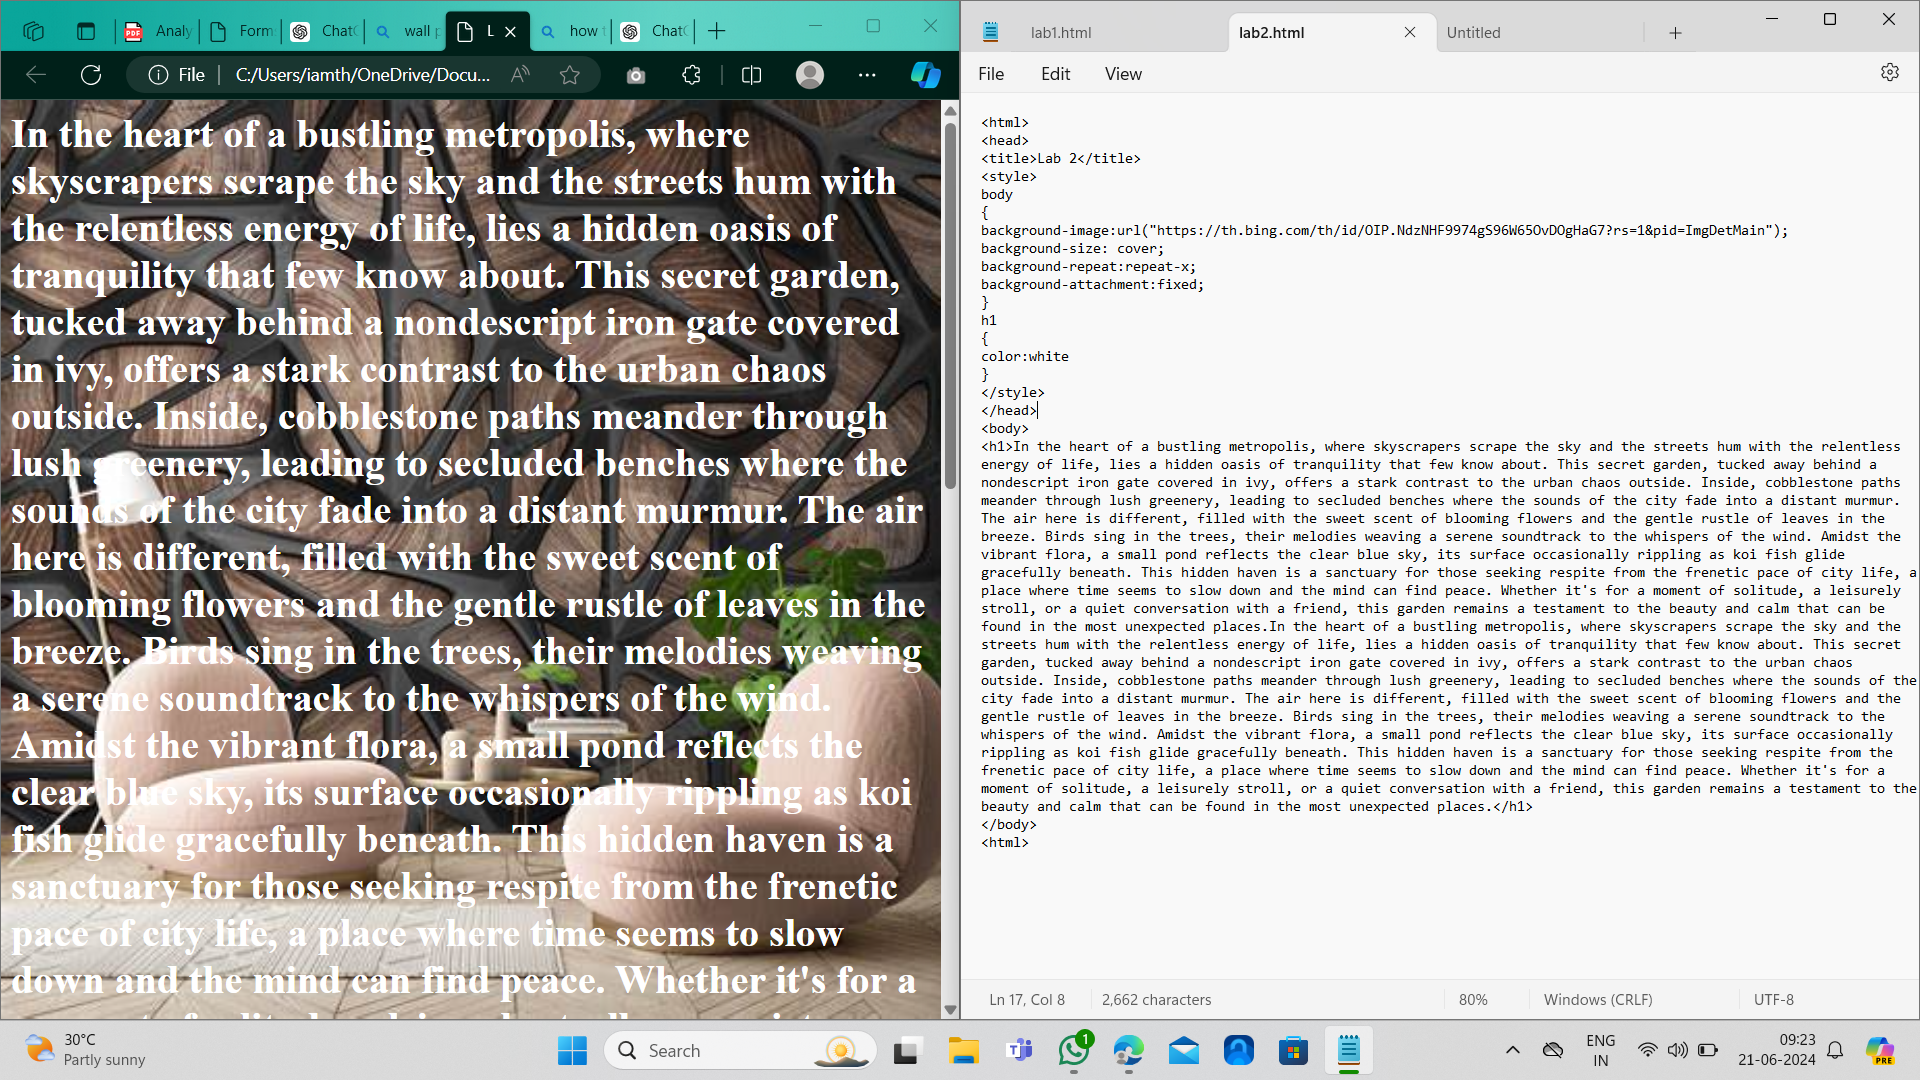 Analy
Form
Chat
wall p
L
how t
Chat
File
C:/Users/iamth/OneDrive/Docu...
In the heart of a bustling metropolis, where
skyscrapers scrape the sky and the streets hum with
the relentless energy of life, lies a hidden oasis of
tranquility that few know about. This secret garden,
tucked away behind a nondescript iron gate covered
in ivy, offers a stark contrast to the urban chaos
outside. Inside, cobblestone paths meander through
lush greenery, leading to secluded benches where the
sounds of the city fade into a distant murmur. The air
here is different, filled with the sweet scent of
blooming flowers and the gentle rustle of leaves in the
breeze. Birds sing in the trees, their melodies weaving
a serene soundtrack to the whispers of the wind.
Amidst the vibrant flora, a small pond reflects the
clear blue sky, its surface occasionally rippling as koi
fish glide gracefully beneath. This hidden haven is a
sanctuary for those seeking respite from the frenetic
pace of city life, a place where time seems to slow
down and the mind can find peace. Whether it's for a
lab1.html
lab2.html
Untitled
File
Edit
View
<html>
<head>
<title>Lab 2</title>
<style>
body
{
background-image:url("https://th.bing.com/th/id/OIP.NdzNHF9974gS96W65OvDOgHaG7?rs=1&pid=ImgDetMain");
background-size: cover;
background-repeat:repeat-x;
background-attachment:fixed;
}
h1
{
color:white
}
</style>
</head>
<body>
<h1>In the heart of a bustling metropolis, where skyscrapers scrape the sky and the streets hum with the relentless
energy of life, lies a hidden oasis of tranquility that few know about. This secret garden, tucked away behind a
nondescript iron gate covered in ivy, offers a stark contrast to the urban chaos outside. Inside, cobblestone paths
meander through lush greenery, leading to secluded benches where the sounds of the city fade into a distant murmur.
The air here is different, filled with the sweet scent of blooming flowers and the gentle rustle of leaves in the
breeze. Birds sing in the trees, their melodies weaving a serene soundtrack to the whispers of the wind. Amidst the
vibrant flora, a small pond reflects the clear blue sky, its surface occasionally rippling as koi fish glide
gracefully beneath. This hidden haven is a sanctuary for those seeking respite from the frenetic pace of city life, a
place where time seems to slow down and the mind can find peace. Whether it's for a moment of solitude, a leisurely
stroll, or a quiet conversation with a friend, this garden remains a testament to the beauty and calm that can be
found in the most unexpected places.In the heart of a bustling metropolis, where skyscrapers scrape the sky and the
streets hum with the relentless energy of life, lies a hidden oasis of tranquility that few know about. This secret
garden, tucked away behind a nondescript iron gate covered in ivy, offers a stark contrast to the urban chaos
outside. Inside, cobblestone paths meander through lush greenery, leading to secluded benches where the sounds of the
city fade into a distant murmur. The air here is different, filled with the sweet scent of blooming flowers and the
gentle rustle of leaves in the breeze. Birds sing in the trees, their melodies weaving a serene soundtrack to the
whispers of the wind. Amidst the vibrant flora, a small pond reflects the clear blue sky, its surface occasionally
rippling as koi fish glide gracefully beneath. This hidden haven is a sanctuary for those seeking respite from the
frenetic pace of city life, a place where time seems to slow down and the mind can find peace. Whether it's for a
moment of solitude, a leisurely stroll, or a quiet conversation with a friend, this garden remains a testament to the
beauty and calm that can be found in the most unexpected places.</h1>
</body>
<html>
Ln 17, Col 8
2,662 characters
80%
Windows (CRLF)
UTF-8
30°C
Partly sunny
Search
1
ENG
IN
09:23
21-06-2024
PRE